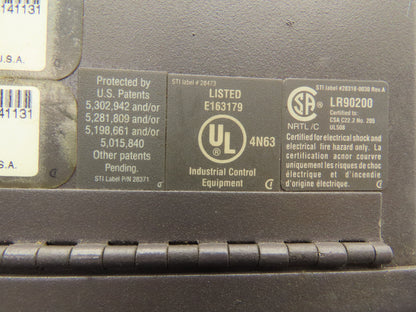 41131
U.S.A.
141131
S.A.
Protected by
U.S. Patents
5,302,942 and/or
5,281,809 and/or
5,198,661 and/or
5,015,840
Other patents
Pending.
STI Label P/N 28371
STI label # 28473
LISTED
E163179
UL
®
4N63
Industrial Control
Equipment
STI label #28318-0030 Rev A
SA
®
NRTL/C
LR90200
Certified to:
CSA C22.2 No. 205
UL508
Certified for electrical shock and
electrical fire hazard only. La
certification acnor couvre
uniquement les risques de choc
électrique et d'incendie
d'origine électrique.